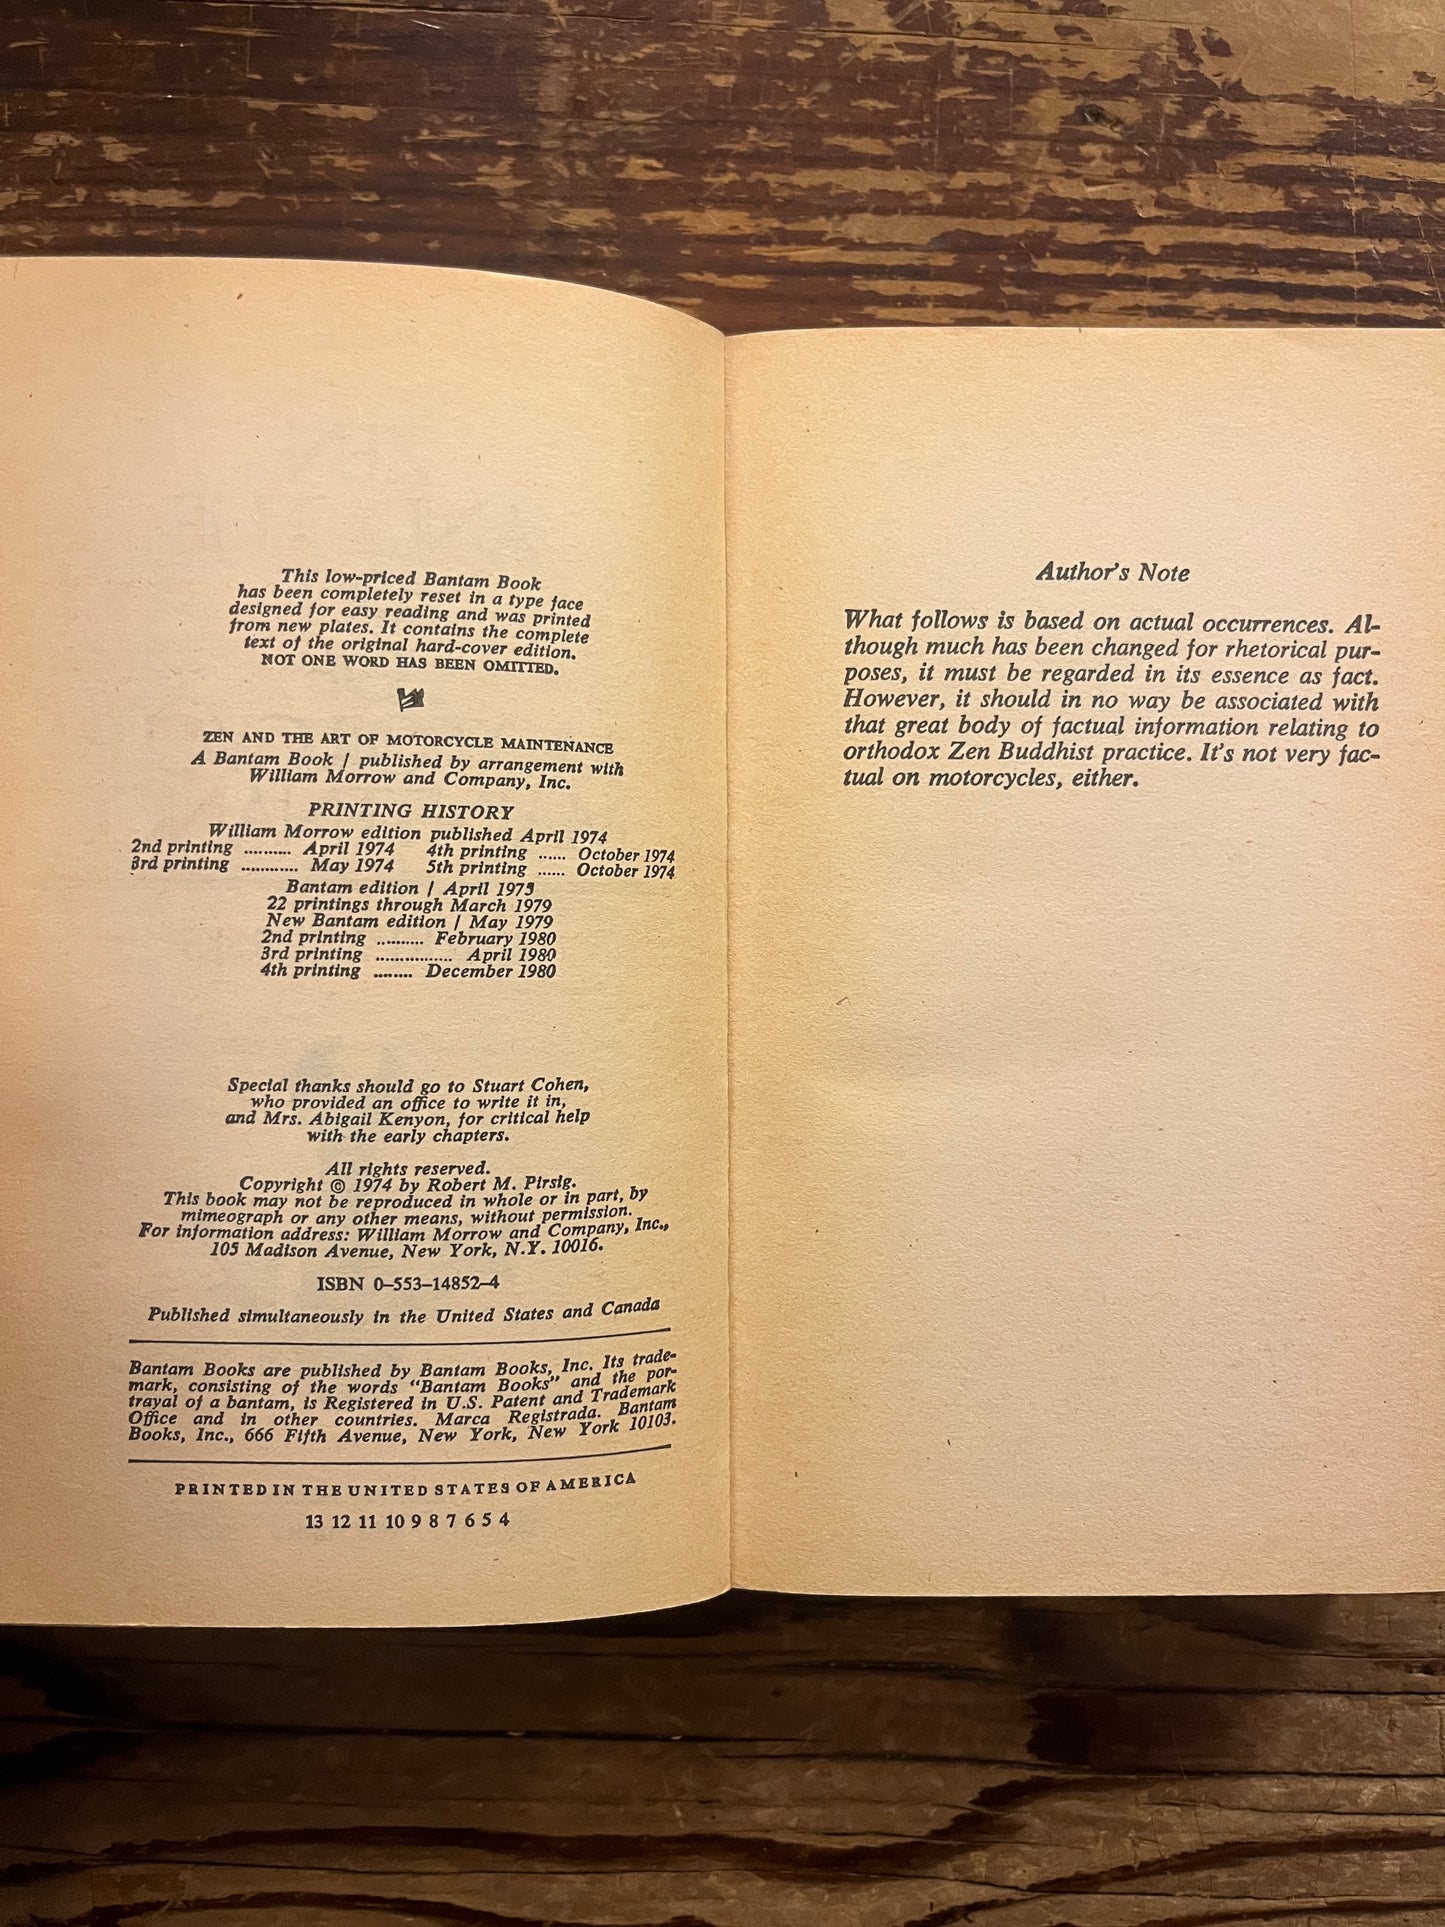 This low-priced Bantam Book
has been completely reset in a type face
designed for easy reading and was printed
from new plates. It contains the complete
text of the original hard-cover edition.
NOT ONE WORD HAS BEEN OMITTED.
ZEN AND THE ART OF MOTORCYCLE MAINTENANCE
A Bantam Book / published by arrangement with
William Morrow and Company, Inc.
PRINTING HISTORY
William Morrow edition published April 1974
2nd printing .......... April 1974 4th printing ...... October 1974
3rd printing ............ May 1974 5th printing ...... October 1974
Bantam edition / April 1975
22 printings through March 1979
New Bantam edition / May 1979
2nd printing .......... February 1980
3rd printing ................ April 1980
4th printing ........ December 1980
Special thanks should go to Stuart Cohen,
who provided an office to write it in,
and Mrs. Abigail Kenyon, for critical help
with the early chapters.
All rights reserved.
Copyright © 1974 by Robert M. Pirsig.
This book may not be reproduced in whole or in part, by
mimeograph or any other means, without permission.
For information address: William Morrow and Company, Inc.,
105 Madison Avenue, New York, N.Y. 10016.
ISBN 0–553–14852–4
Published simultaneously in the United States and Canada
Bantam Books are published by Bantam Books, Inc. Its trade-
mark, consisting of the words "Bantam Books" and the por-
trayal of a bantam, is Registered in U.S. Patent and Trademark
Office and in other countries. Marca Registrada. Bantam
Books, Inc., 666 Fifth Avenue, New York, New York 10103.
PRINTED IN THE UNITED STATES OF AMERICA
13 12 11 10 9 8 7 6 5 4
Author's Note
What follows is based on actual occurrences. Al-
though much has been changed for rhetorical pur-
poses, it must be regarded in its essence as fact.
However, it should in no way be associated with
that great body of factual information relating to
orthodox Zen Buddhist practice. It's not very fac-
tual on motorcycles, either.